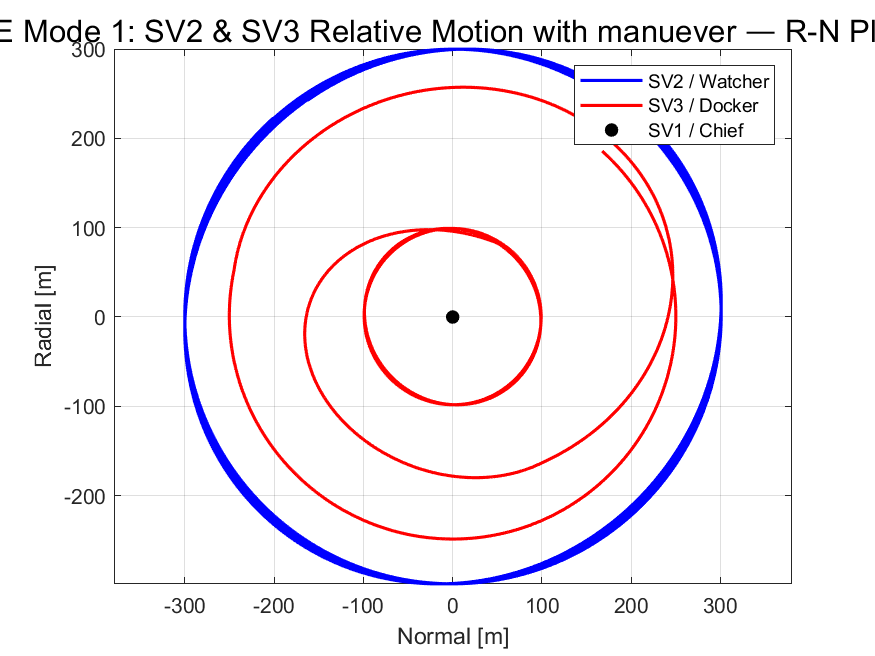 E Mode 1: SV2 & SV3 Relative Motion with manuever — R-N Pl
300
200
100
0
-100
-200
Radial [m]
SV2 / Watcher
SV3 / Docker
SV1 / Chief
-300 -200 -100 0 100 200 300
Normal [m]